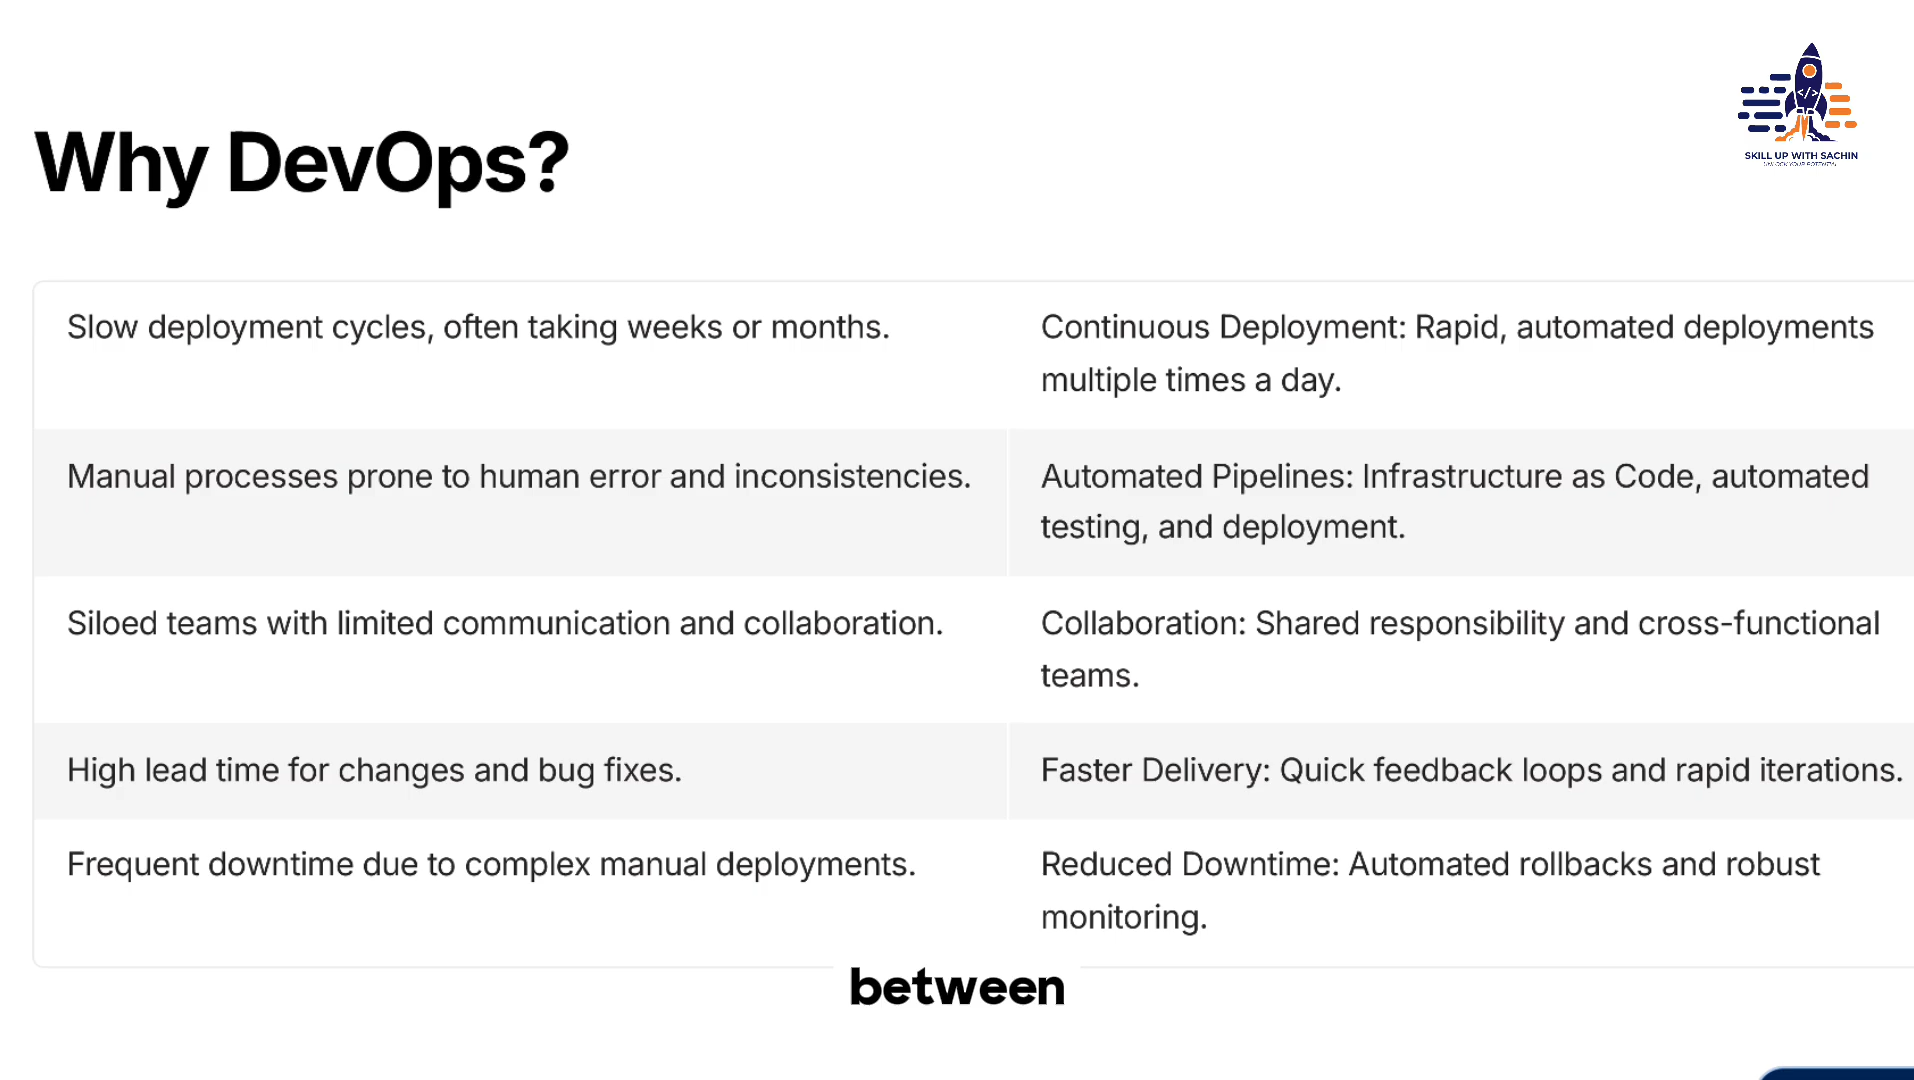 SKILL UP WITH SACHIN
UNLOCK YOUR POTENTIAL
Why DevOps?
Slow deployment cycles, often taking weeks or months.
Continuous Deployment: Rapid, automated deployments
multiple times a day.
Manual processes prone to human error and inconsistencies.
Automated Pipelines: Infrastructure as Code, automated
testing, and deployment.
Siloed teams with limited communication and collaboration.
Collaboration: Shared responsibility and cross-functional
teams.
High lead time for changes and bug fixes.
Faster Delivery: Quick feedback loops and rapid iterations.
Frequent downtime due to complex manual deployments.
Reduced Downtime: Automated rollbacks and robust
monitoring.
between